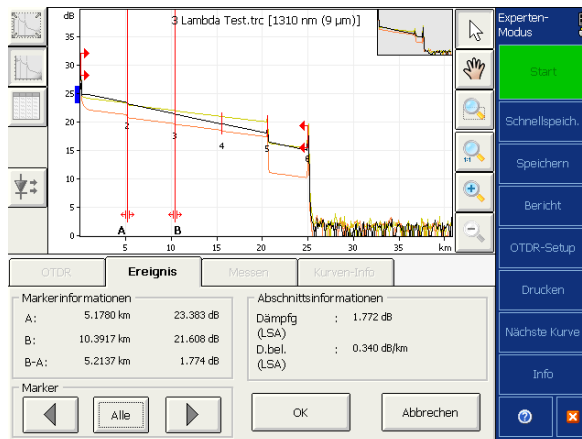 dB
3 Lambda Test.trc [1310 nm (9 µm)]
35
30
25
20
15
10
5
0
2
3
4
5
6
A
B
5
10
15
20
25
30
35
km
1:1
Experten-
Modus
Start
Schnellspeich.
Speichern
Bericht
OTDR-Setup
Drucken
Nächste Kurve
Info
OTDR
Ereignis
Messen
Kurven-Info
Markerinformationen
A: 5.1780 km 23.383 dB
B: 10.3917 km 21.608 dB
B-A: 5.2137 km 1.774 dB
Abschnittsinformationen
Dämpfg : 1.772 dB
(LSA)
D.bel. : 0.340 dB/km
(LSA)
Marker
Alle
OK
Abbrechen